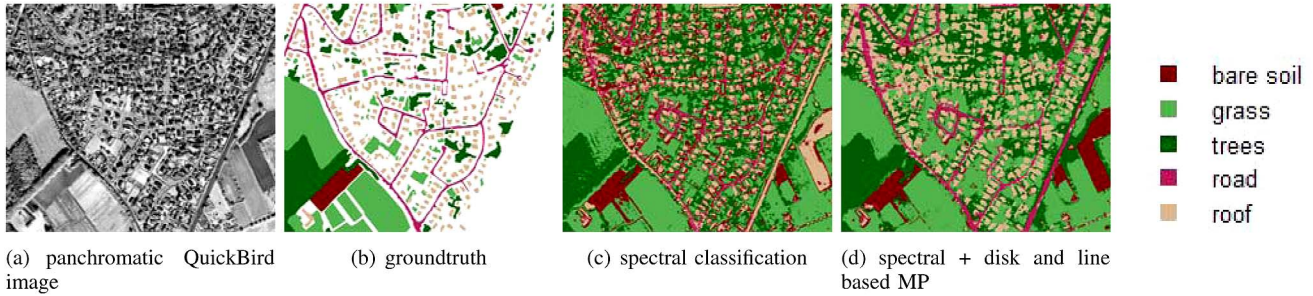 bare soil
grass
trees
road
roof
(a) panchromatic QuickBird
image
(b) groundtruth
(c) spectral classification
(d) spectral + disk and line
based MP